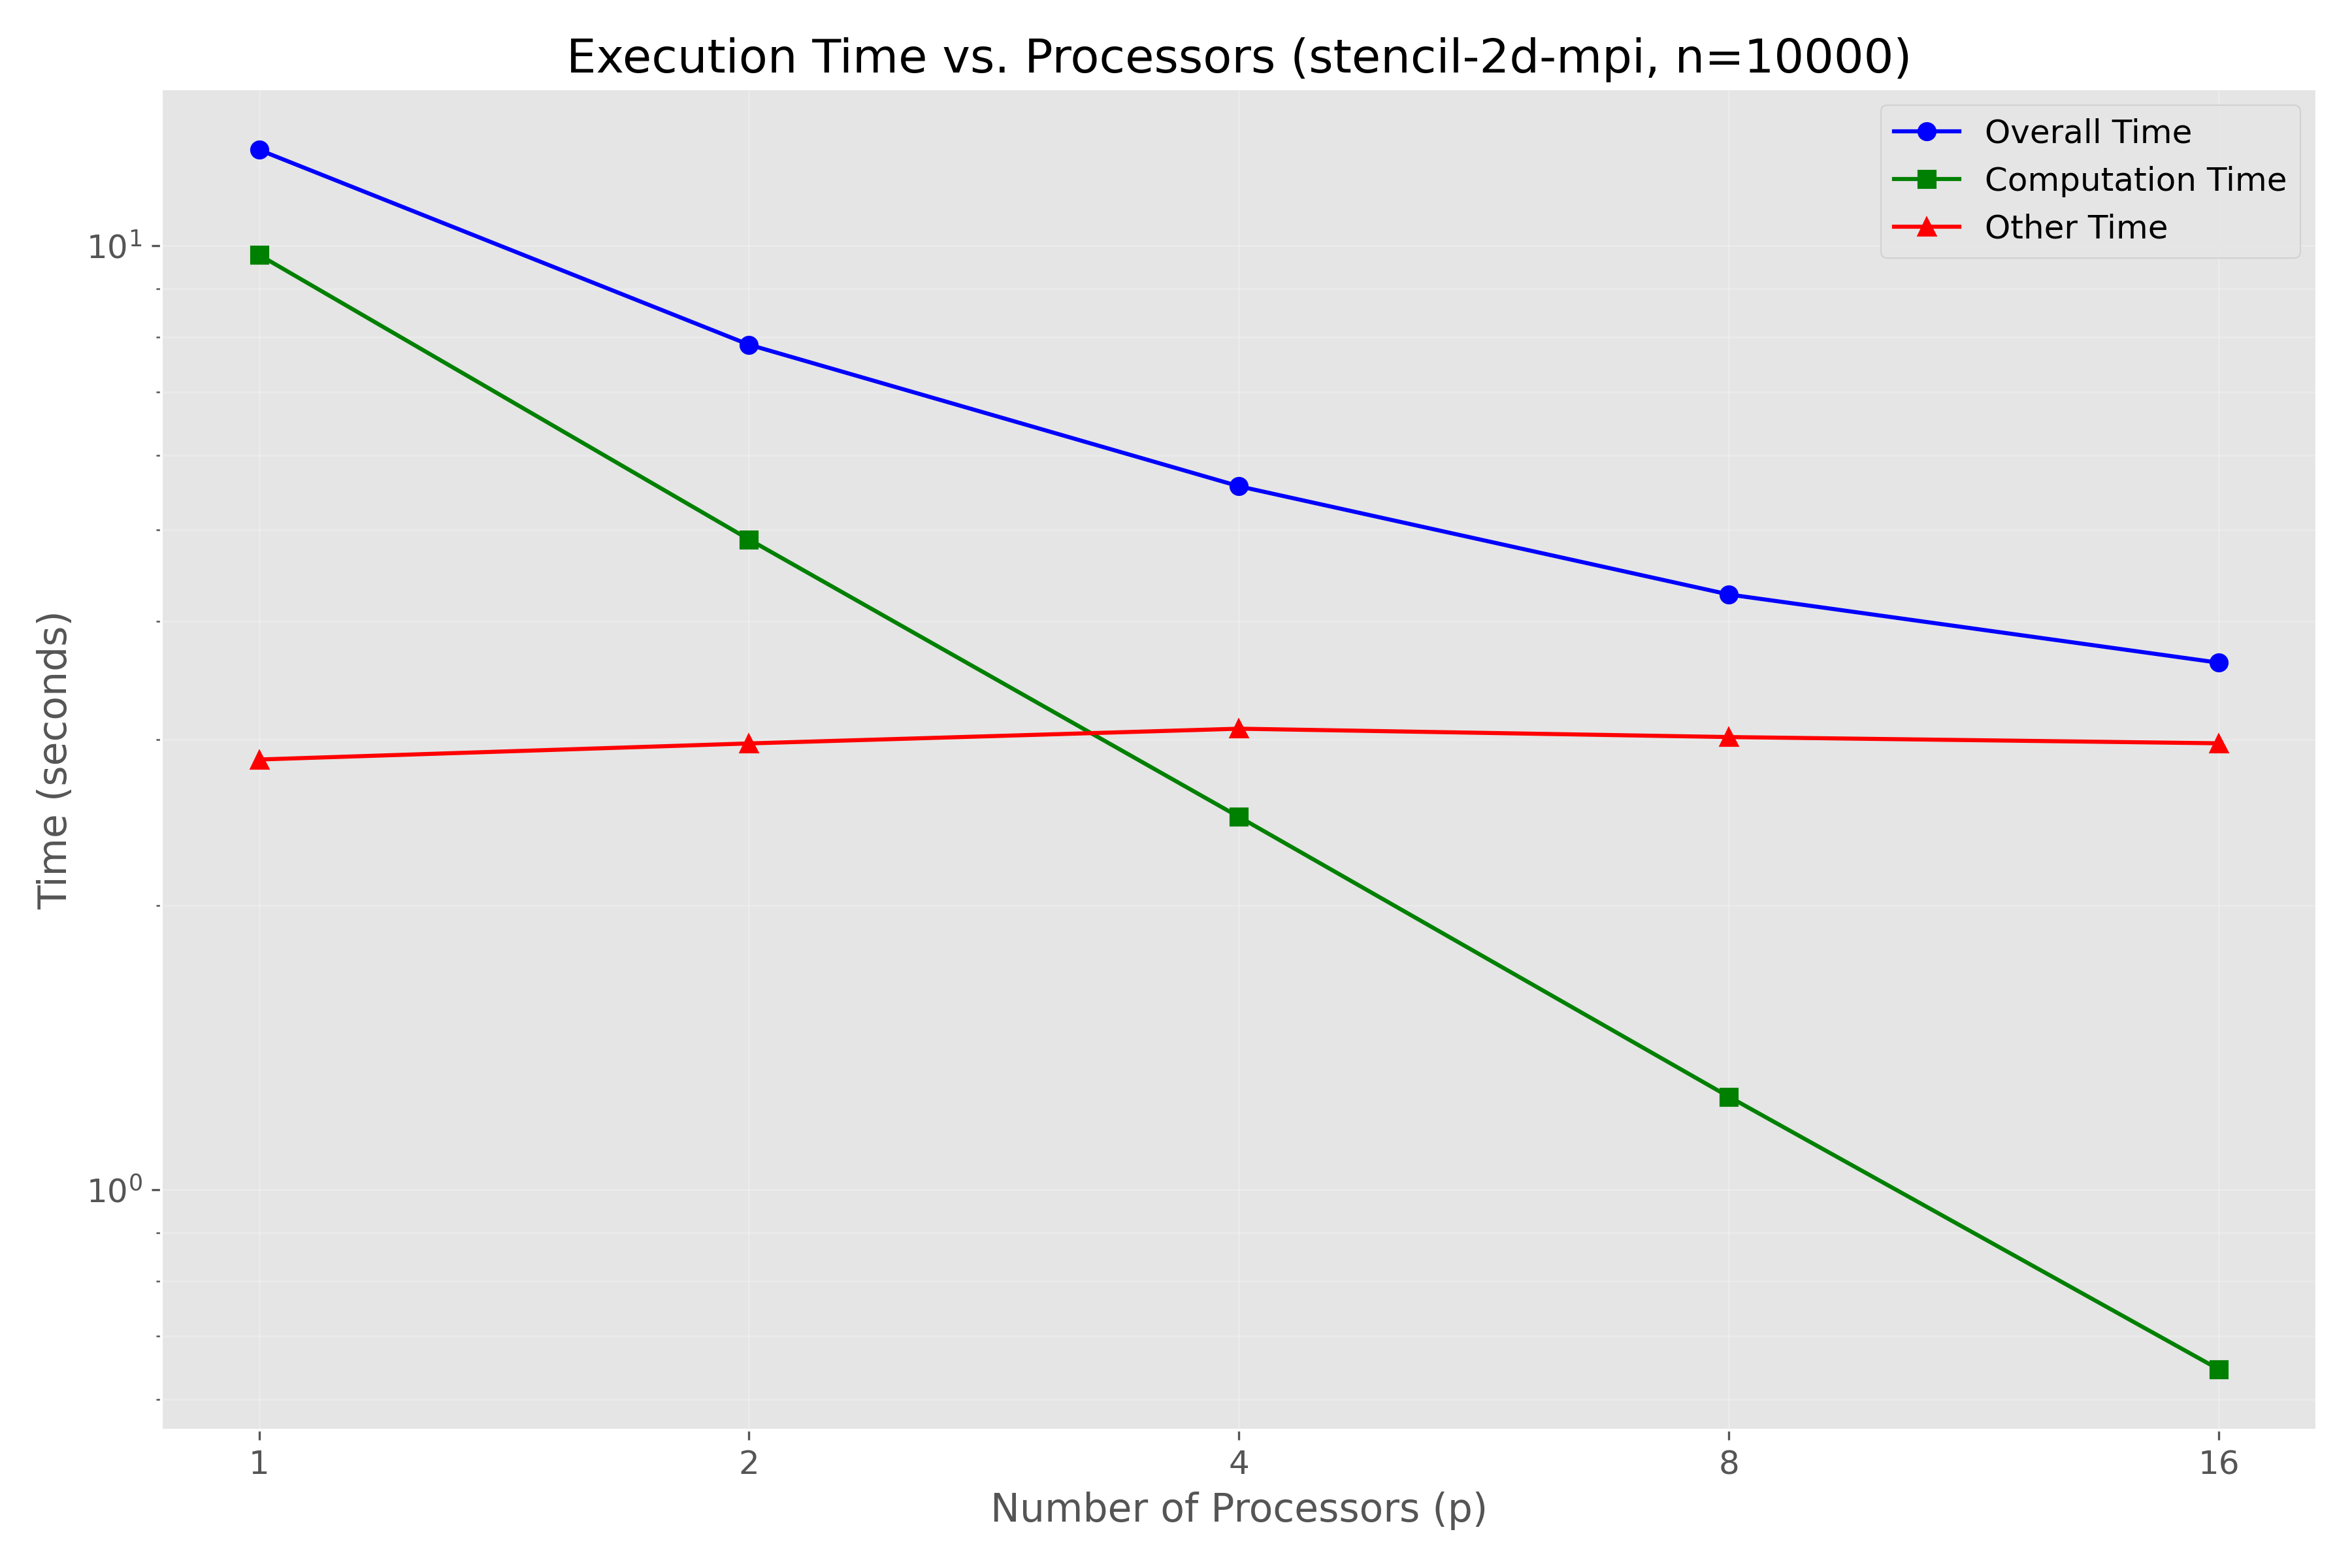 Execution Time vs. Processors (stencil-2d-mpi, n=10000)
Overall Time
Computation Time
Other Time
10¹
10⁰
Time (seconds)
1 2 4 8 16
Number of Processors (p)